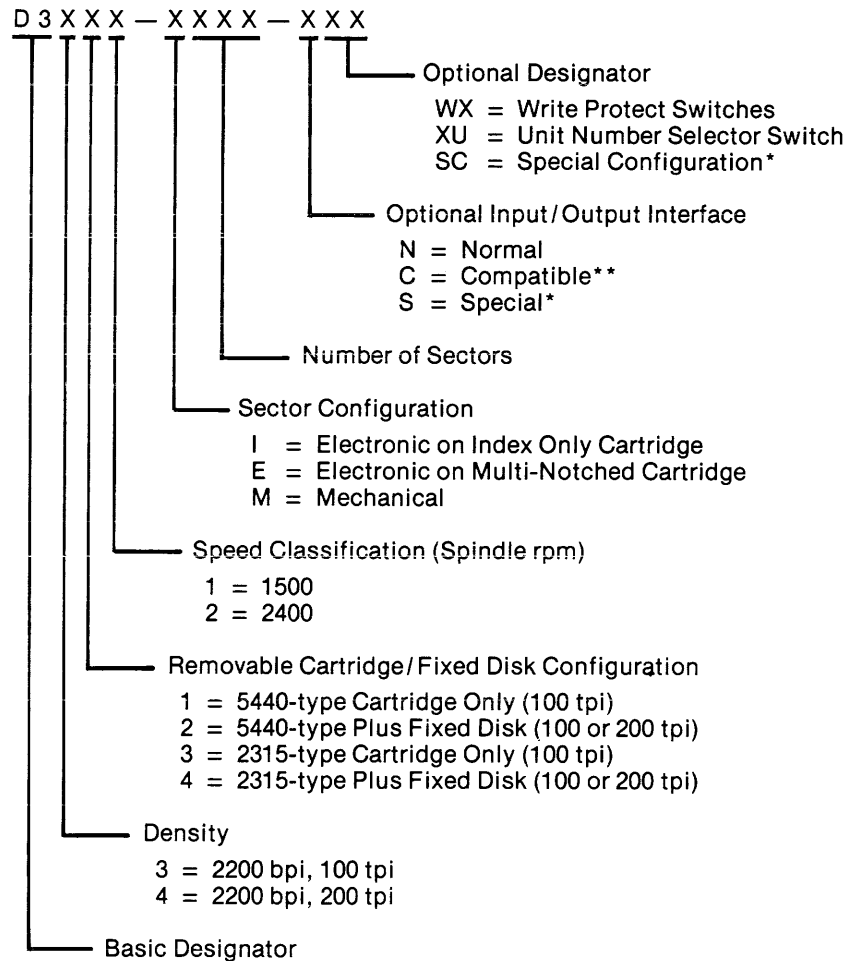 D 3 X X X – X X X X – X X X
Optional Designator
WX = Write Protect Switches
XU = Unit Number Selector Switch
SC = Special Configuration*
Optional Input/Output Interface
N = Normal
C = Compatible**
S = Special*
Number of Sectors
Sector Configuration
I = Electronic on Index Only Cartridge
E = Electronic on Multi-Notched Cartridge
M = Mechanical
Speed Classification (Spindle rpm)
1 = 1500
2 = 2400
Removable Cartridge/Fixed Disk Configuration
1 = 5440-type Cartridge Only (100 tpi)
2 = 5440-type Plus Fixed Disk (100 or 200 tpi)
3 = 2315-type Cartridge Only (100 tpi)
4 = 2315-type Plus Fixed Disk (100 or 200 tpi)
Density
3 = 2200 bpi, 100 tpi
4 = 2200 bpi, 200 tpi
Basic Designator